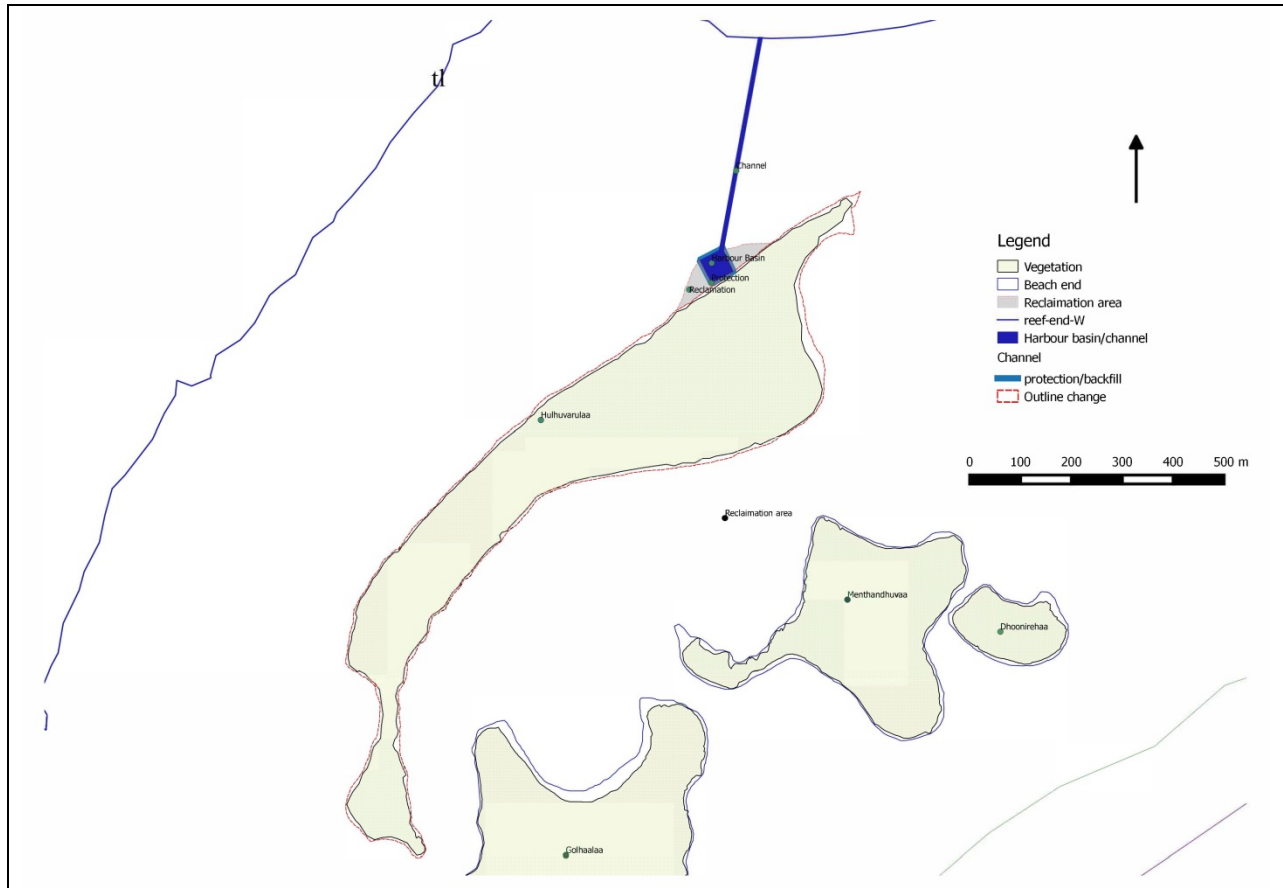 tl
Channel
Harbour Basin
Protection
Reclamation
Hulhuvarulaa
Reclaimation area
Menthandhuvaa
Dhoonirehaa
Golhaalaa
Legend
Vegetation
Beach end
Reclaimation area
reef-end-W
Harbour basin/channel
Channel
protection/backfill
Outline change
0 100 200 300 400 500 m